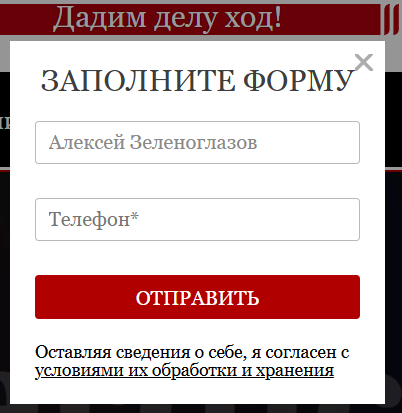 Дадим делу ход!
ЗАПОЛНИТЕ ФОРМУ
Алексей Зеленоглазов
Телефон*
ОТПРАВИТЬ
Оставляя сведения о себе, я согласен с
условиями их обработки и хранения